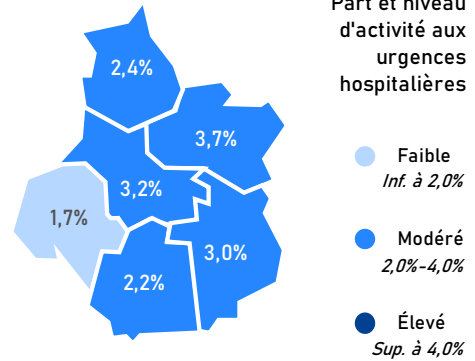 Part et niveau
d'activité aux
urgences
hospitalières
2,4%
3,7%
3,2%
1,7%
3,0%
2,2%
Faible
Inf. à 2,0%
Modéré
2,0%-4,0%
Élevé
Sup. à 4,0%